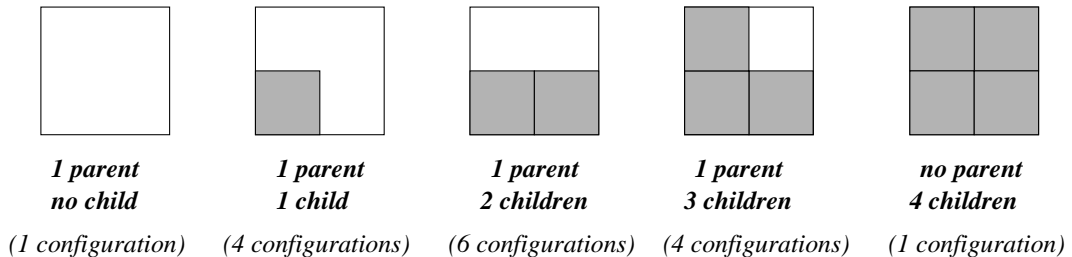 1 parent
no child
(1 configuration)
1 parent
1 child
(4 configurations)
1 parent
2 children
(6 configurations)
1 parent
3 children
(4 configurations)
no parent
4 children
(1 configuration)